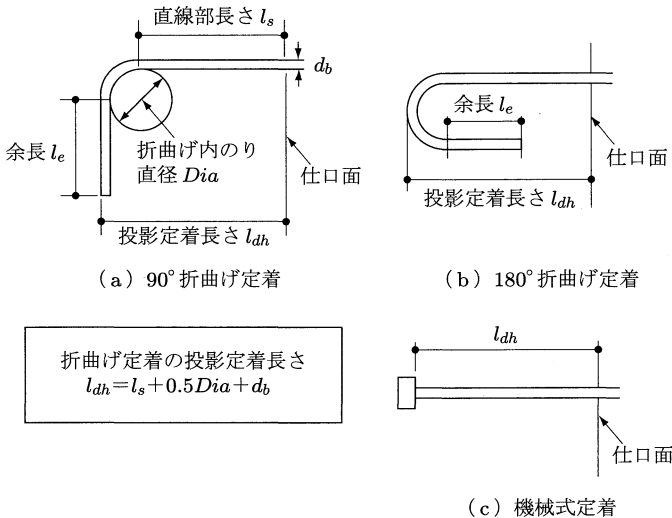 直線部長さ l_s
d_b
余長 l_e
折曲げ内のり
直径 Dia
仕口面
投影定着長さ l_dh
(a) 90°折曲げ定着
余長 l_e
仕口面
投影定着長さ l_dh
(b) 180°折曲げ定着
折曲げ定着の投影定着長さ
l_dh=l_s+0.5Dia+d_b
l_dh
仕口面
(c) 機械式定着